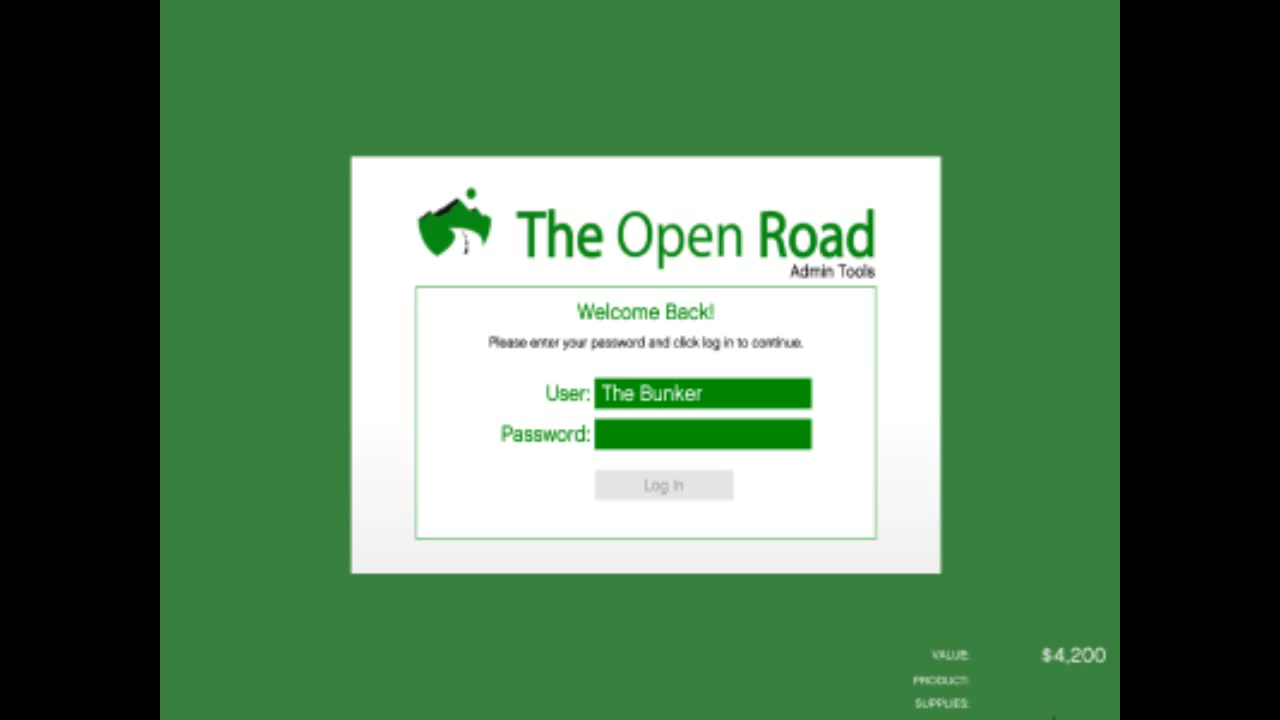 The Open Road
Admin Tools
Welcome Back!
Please enter your password and click log in to continue.
User: The Bunker
Password:
Log In
VALUE: $4,200
PRODUCT:
SUPPLIES: